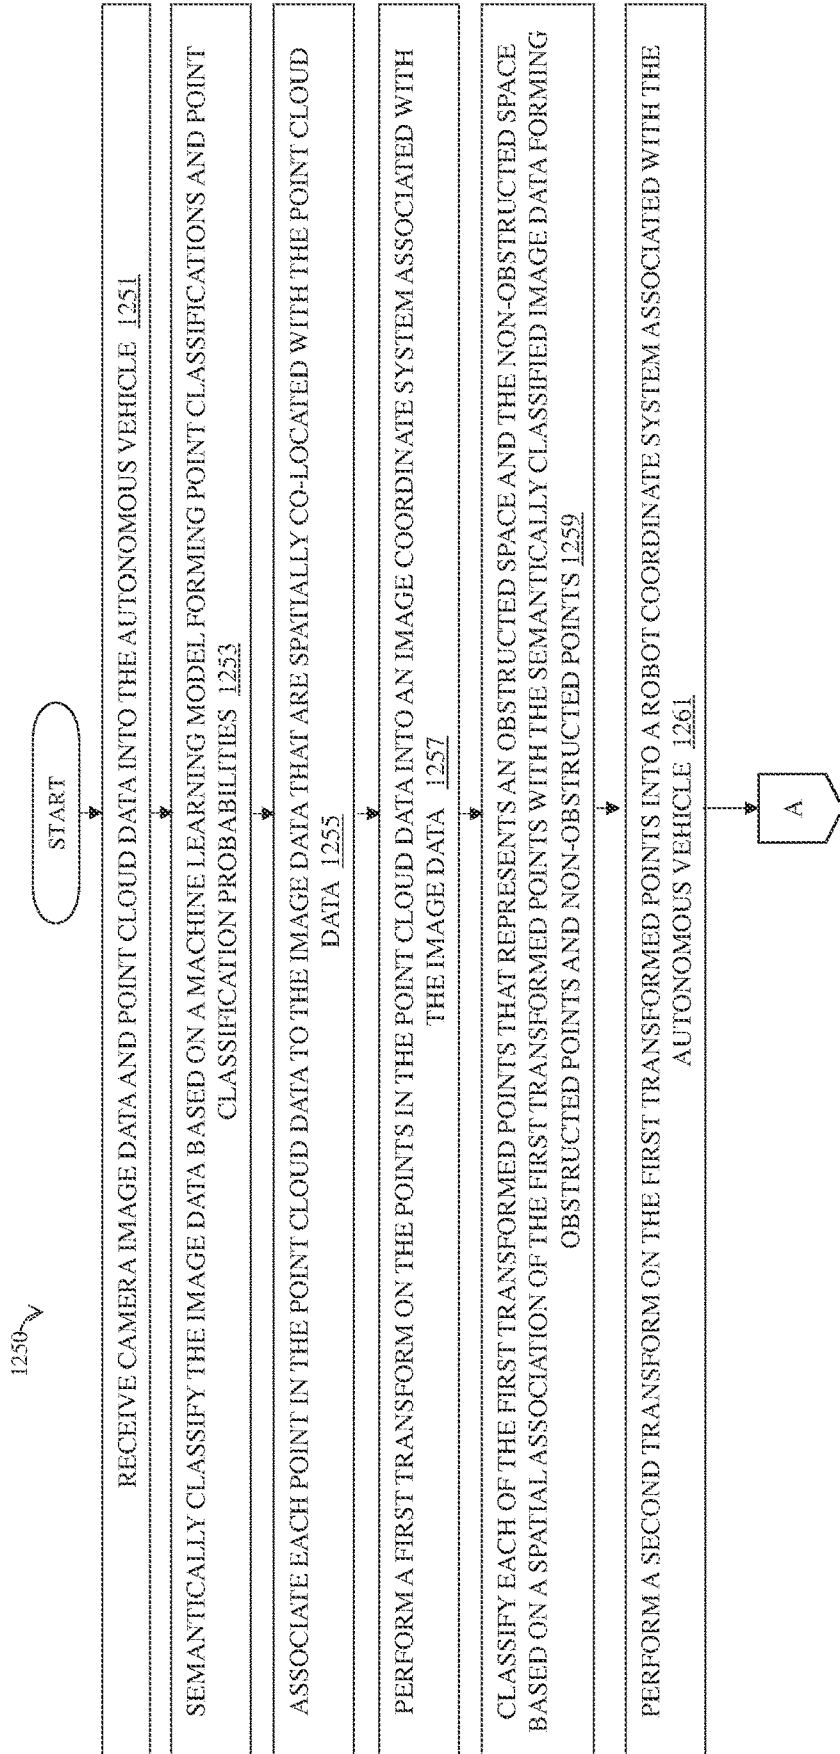 1250
START
RECEIVE CAMERA IMAGE DATA AND POINT CLOUD DATA INTO THE AUTONOMOUS VEHICLE 1251
SEMANTICALLY CLASSIFY THE IMAGE DATA BASED ON A MACHINE LEARNING MODEL FORMING POINT CLASSIFICATIONS AND POINT
CLASSIFICATION PROBABILITIES 1253
ASSOCIATE EACH POINT IN THE POINT CLOUD DATA TO THE IMAGE DATA THAT ARE SPATIALLY CO-LOCATED WITH THE POINT CLOUD
DATA 1255
PERFORM A FIRST TRANSFORM ON THE POINTS IN THE POINT CLOUD DATA INTO AN IMAGE COORDINATE SYSTEM ASSOCIATED WITH
THE IMAGE DATA 1257
CLASSIFY EACH OF THE FIRST TRANSFORMED POINTS THAT REPRESENTS AN OBSTRUCTED SPACE AND THE NON-OBSTRUCTED SPACE
BASED ON A SPATIAL ASSOCIATION OF THE FIRST TRANSFORMED POINTS WITH THE SEMANTICALLY CLASSIFIED IMAGE DATA FORMING
OBSTRUCTED POINTS AND NON-OBSTRUCTED POINTS 1259
PERFORM A SECOND TRANSFORM ON THE FIRST TRANSFORMED POINTS INTO A ROBOT COORDINATE SYSTEM ASSOCIATED WITH THE
AUTONOMOUS VEHICLE 1261
A